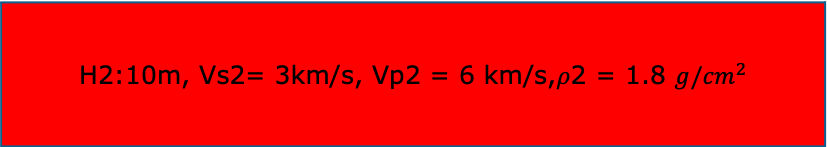 H2:10m, Vs2= 3km/s, Vp2 = 6 km/s,ρ2 = 1.8 g/cm²